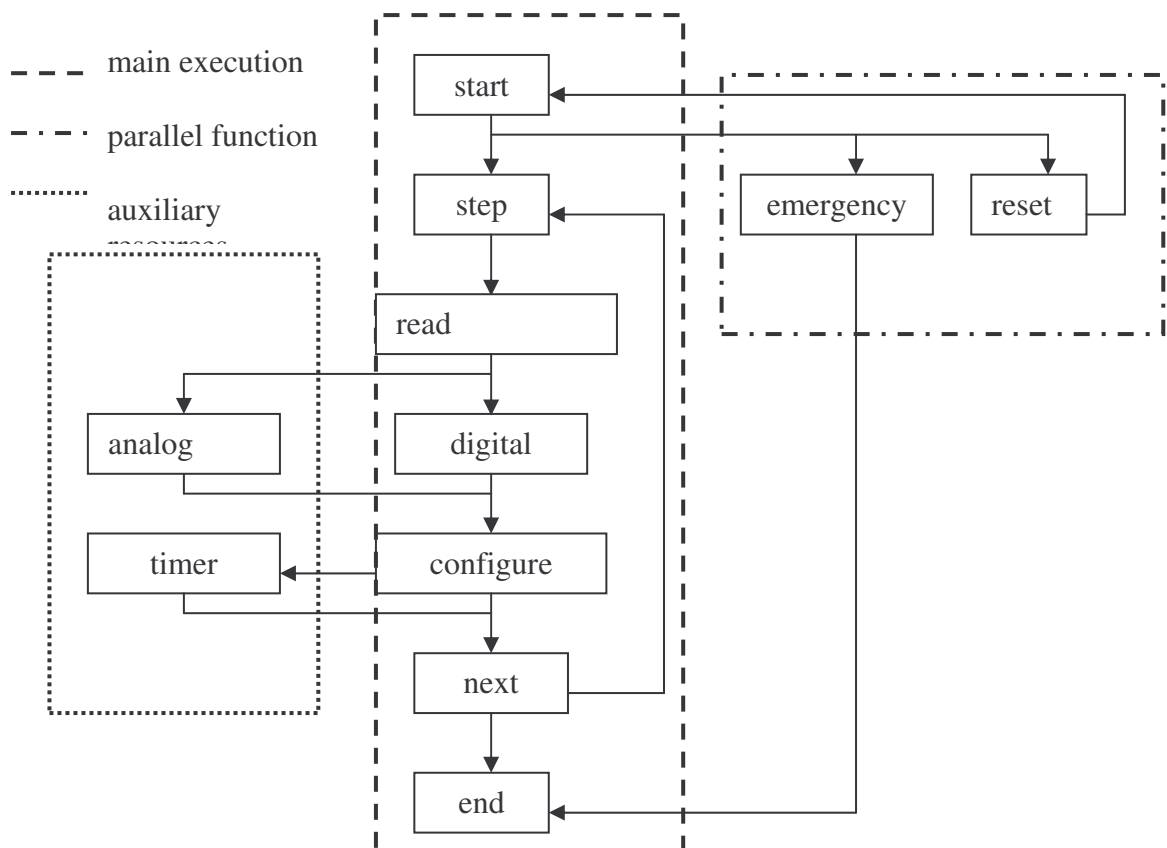 main execution
parallel function
auxiliary
start
step
emergency
reset
read
analog
digital
timer
configure
next
end